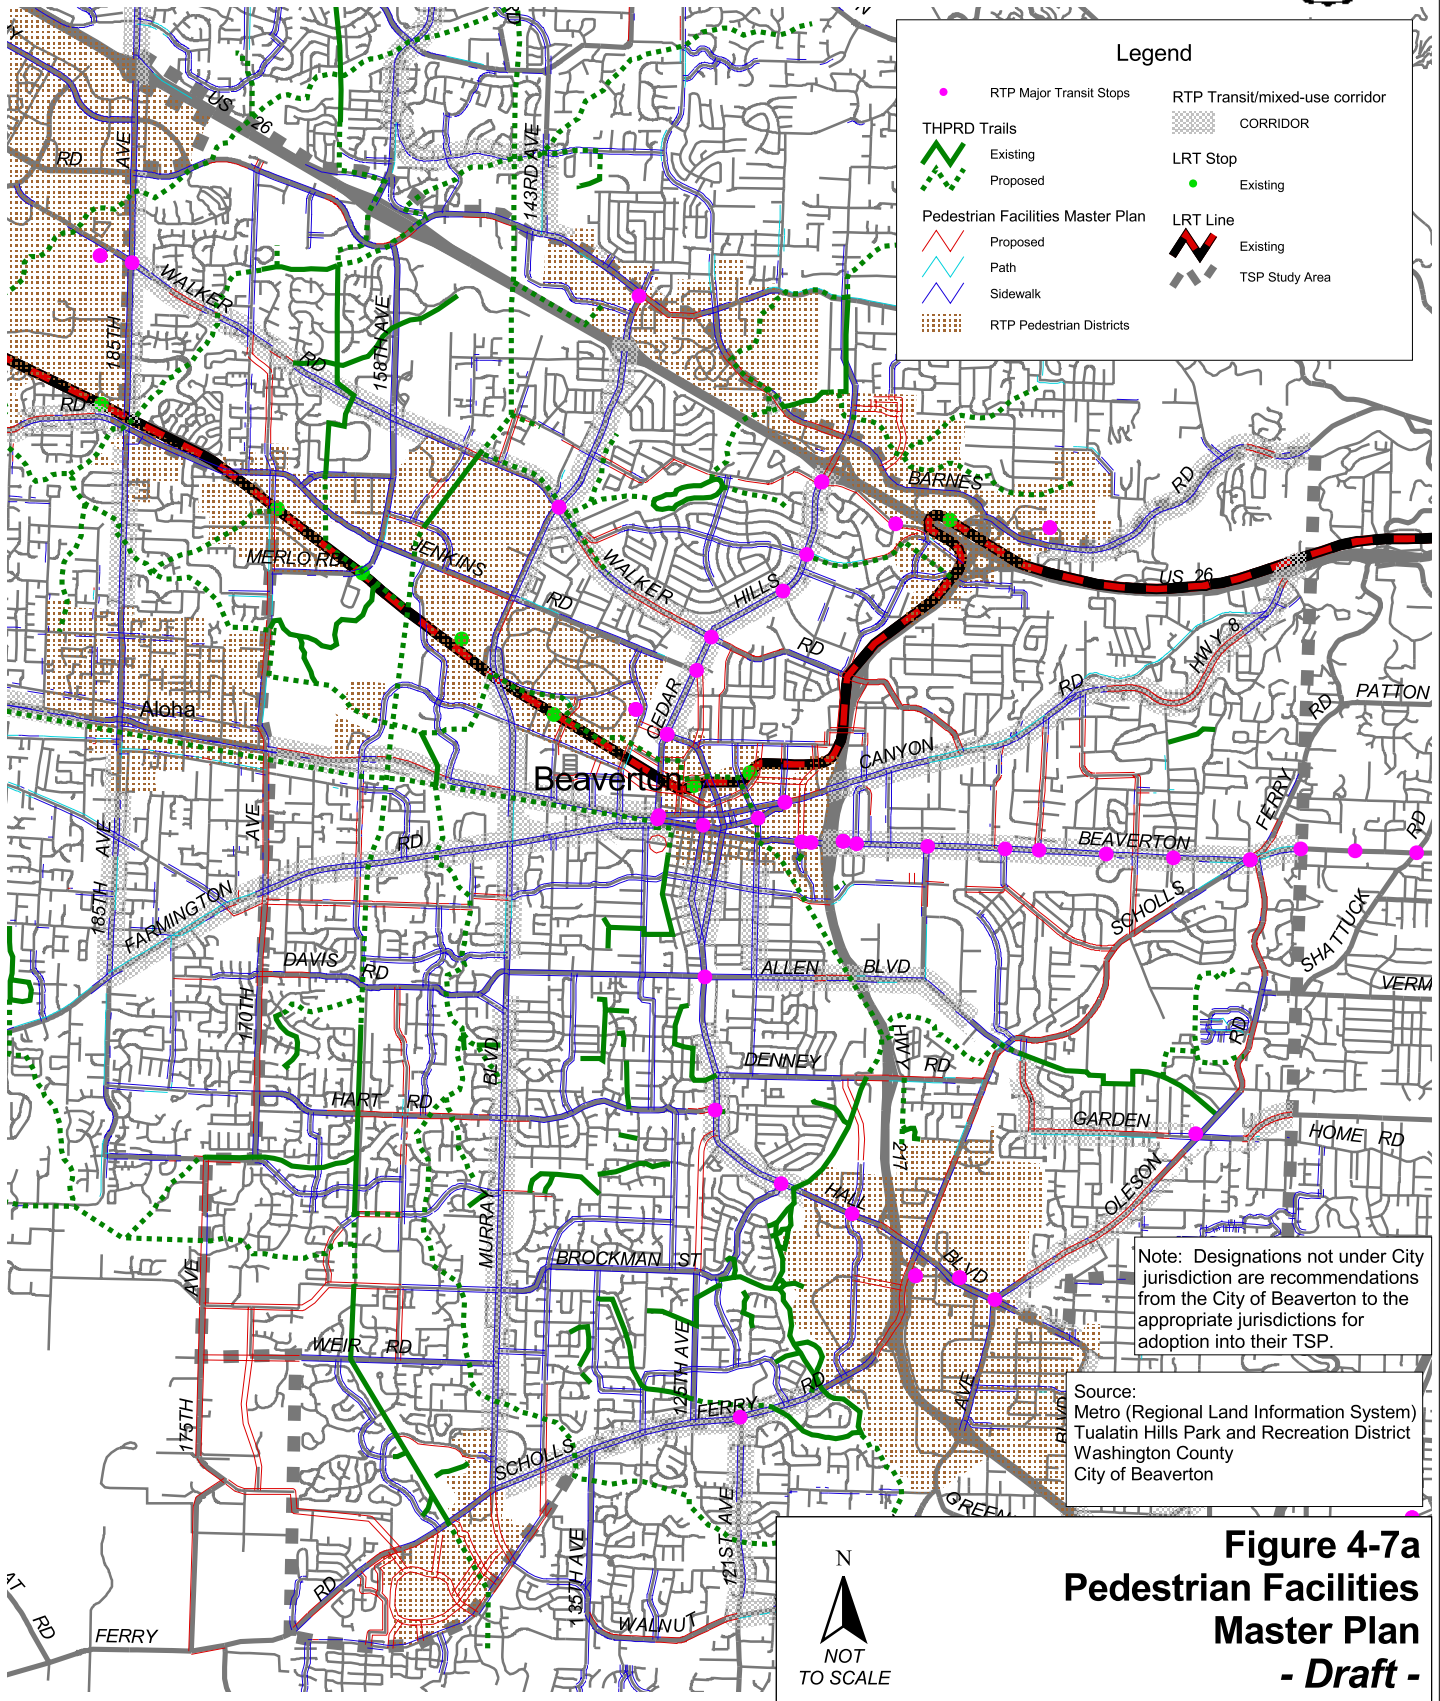 Legend
RTP Major Transit Stops
THPRD Trails
Existing
Proposed
Pedestrian Facilities Master Plan
Proposed
Path
Sidewalk
RTP Pedestrian Districts
RTP Transit/mixed-use corridor
CORRIDOR
LRT Stop
Existing
LRT Line
Existing
TSP Study Area
US 26
143RD AVE
RD
AVE
WALKER
RD
185TH
158TH AVE
RD
BARNES
RD
MERLO RD
JENKINS
RD
WALKER
HILLS
RD
US 26
HWY 8
RD
PATTON
RD
Aloha
CEDAR
CANYON
Beaverton
FERRY
RD
AVE
AVE
RD
BEAVERTON
185TH
FARMINGTON
SCHOLLS
SHATTUCK
DAVIS
RD
ALLEN
BLVD
VERM
170TH
BLVD
DENNEY
HWY
RD
RD
HART
RD
GARDEN
HOME RD
217
OLESON
HALL
BLVD
MURRAY
BROCKMAN ST
AVE
WEIR
RD
125TH AVE
FERRY
RD
AVE
175TH
SCHOLLS
121ST AVE
135TH AVE
WALNUT
RD
RD
FERRY
Note: Designations not under City
jurisdiction are recommendations
from the City of Beaverton to the
appropriate jurisdictions for
adoption into their TSP.
Source:
Metro (Regional Land Information System)
Tualatin Hills Park and Recreation District
Washington County
City of Beaverton
N
NOT
TO SCALE
Figure 4-7a
Pedestrian Facilities
Master Plan
- Draft -